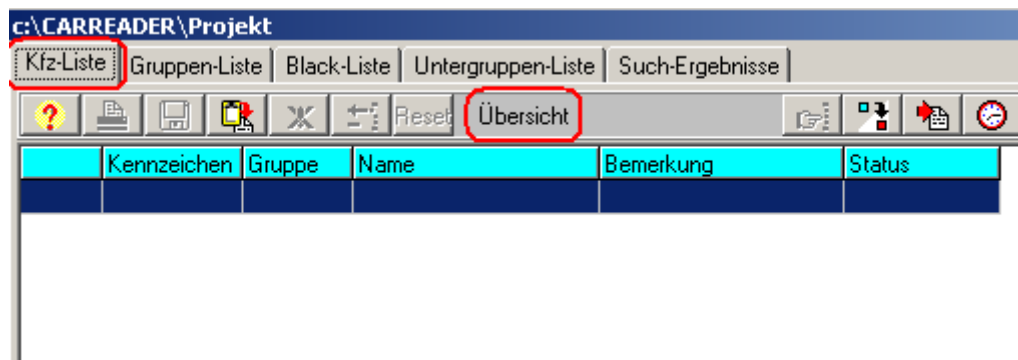 c:\CARREADER\Projekt
Kfz-Liste Gruppen-Liste Black-Liste Untergruppen-Liste Such-Ergebnisse
? Reset Übersicht
Kennzeichen Gruppe Name Bemerkung Status